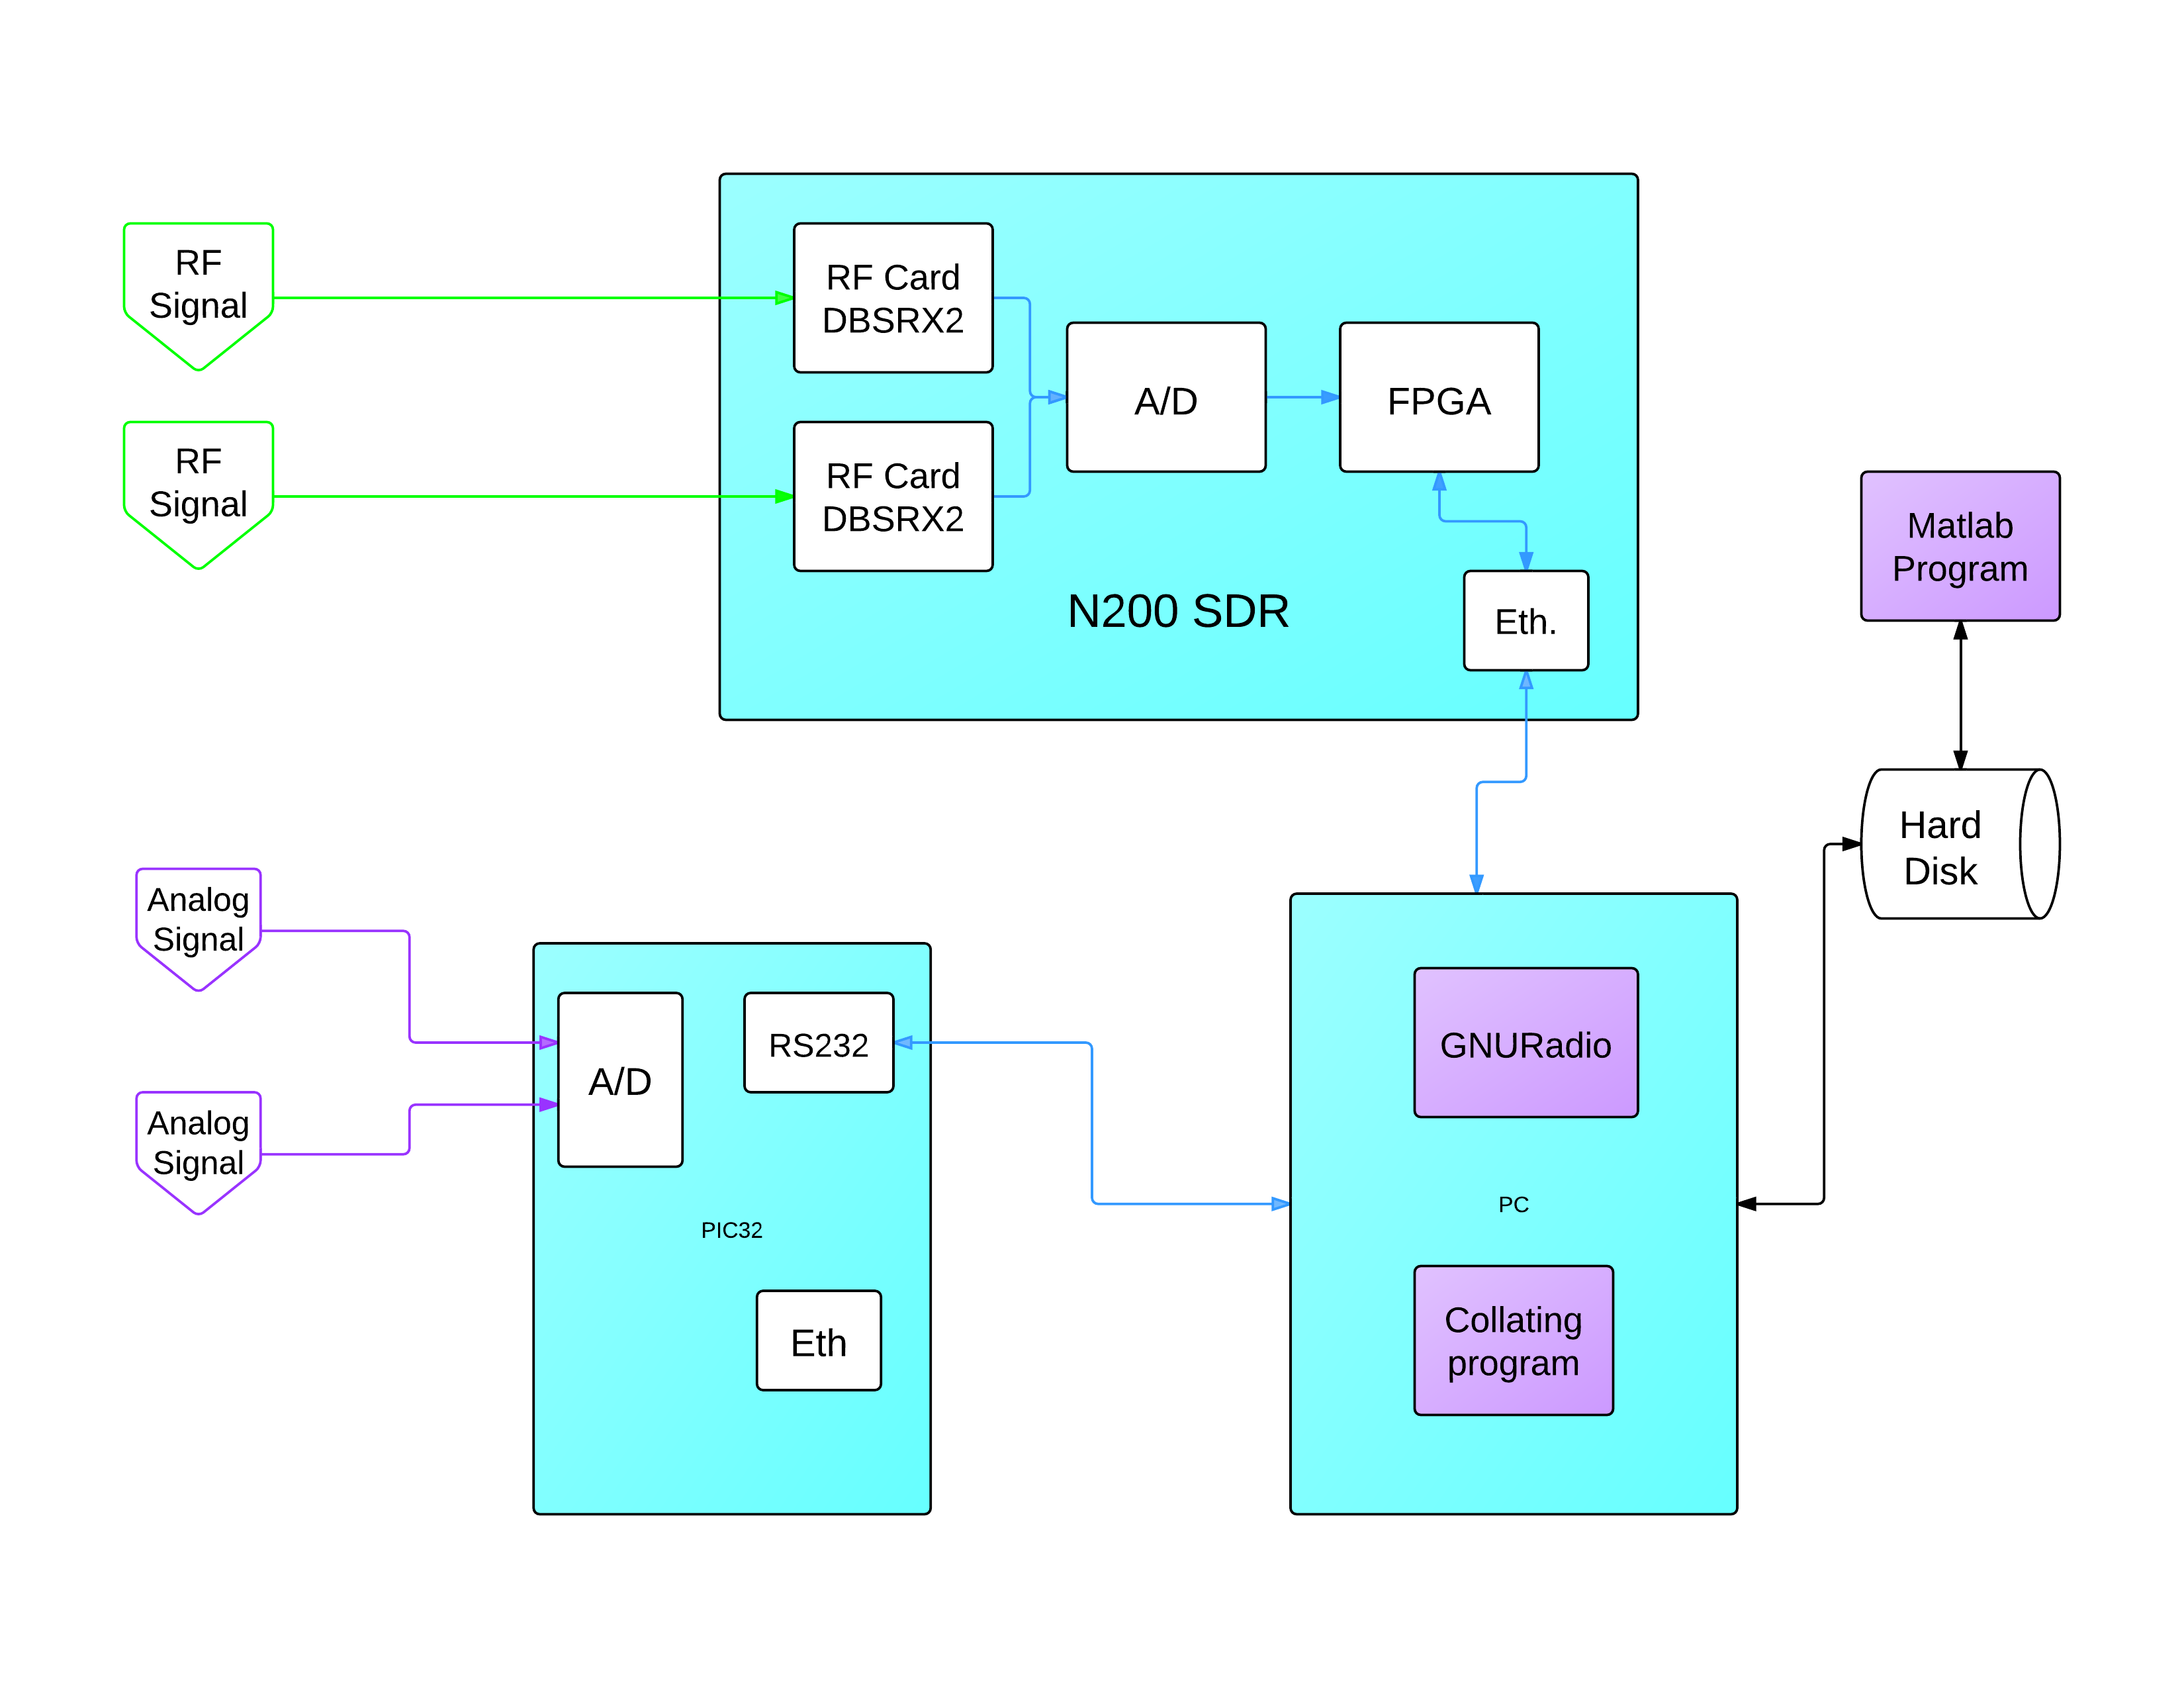 RF
Signal
RF Card
DBSRX2
A/D
FPGA
RF
Signal
RF Card
DBSRX2
N200 SDR
Eth.
Matlab
Program
Hard
Disk
Analog
Signal
Analog
Signal
A/D
RS232
PIC32
Eth
GNURadio
PC
Collating
program